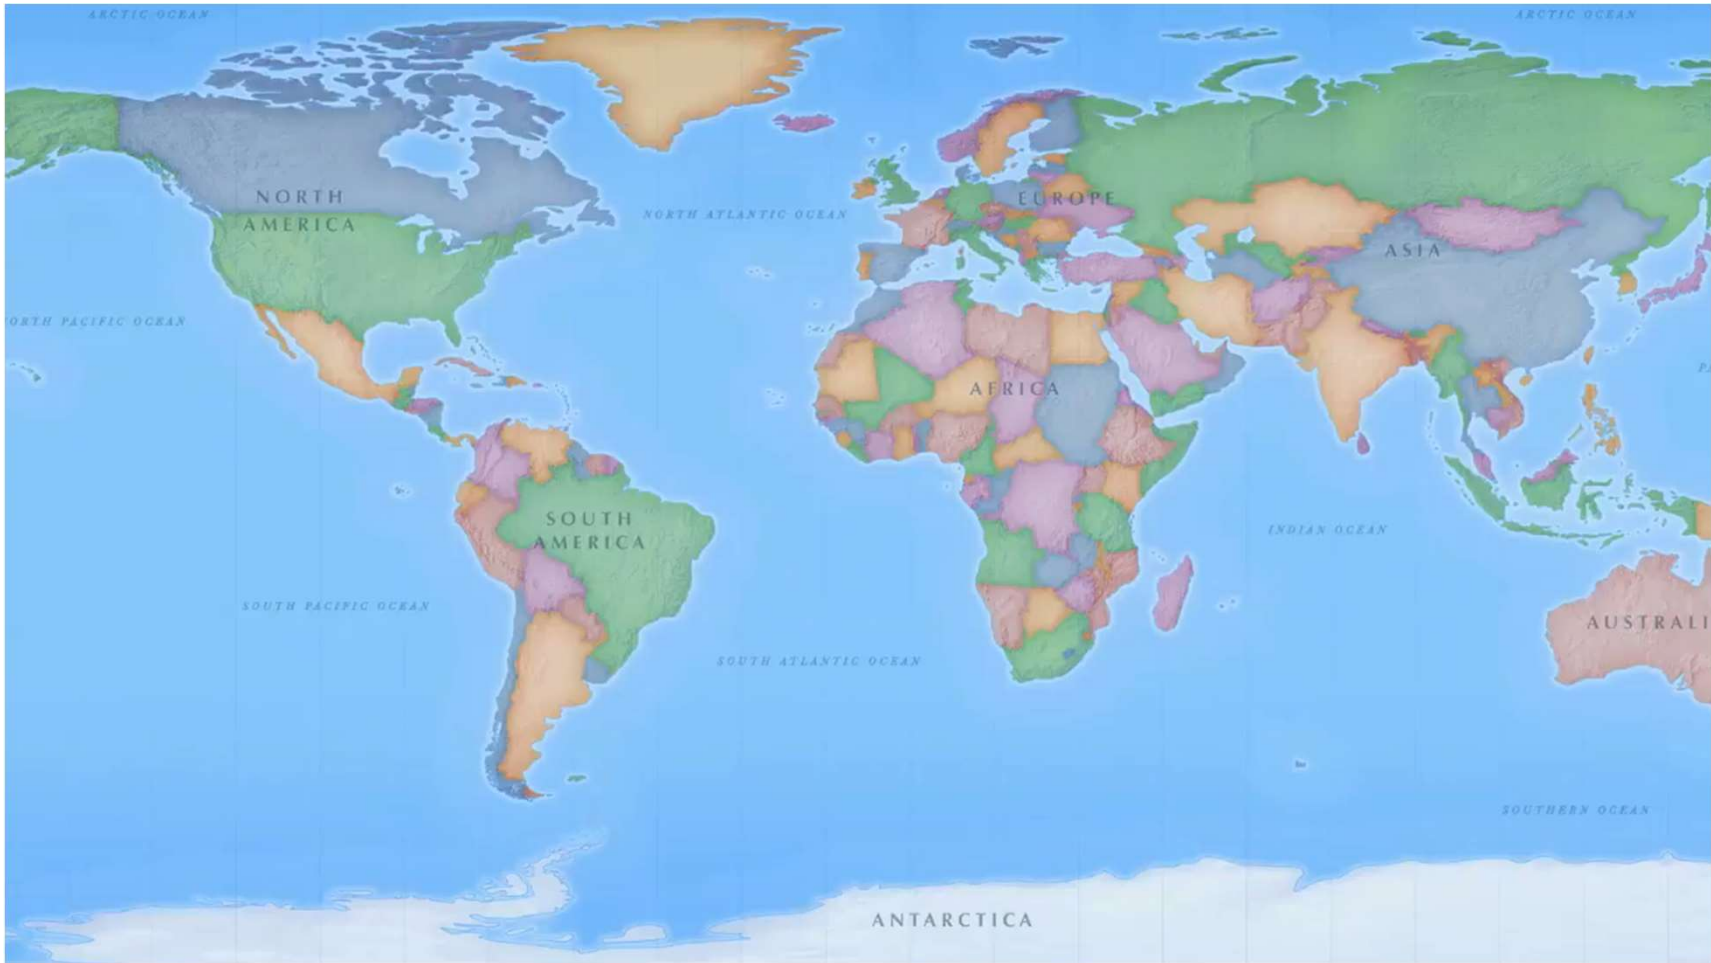 ARCTIC OCEAN
ARCTIC OCEAN
NORTH
AMERICA
NORTH ATLANTIC OCEAN
EUROPE
ASIA
ORTH PACIFIC OCEAN
AFRICA
SOUTH
AMERICA
INDIAN OCEAN
SOUTH PACIFIC OCEAN
AUSTRALI
SOUTH ATLANTIC OCEAN
SOUTHERN OCEAN
ANTARCTICA